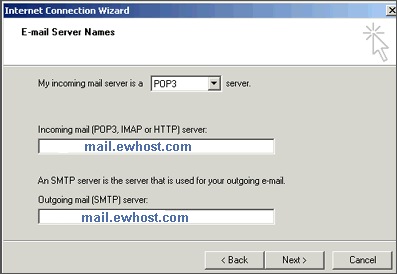 Internet Connection Wizard
E-mail Server Names
My incoming mail server is a POP3 server.
Incoming mail (POP3, IMAP or HTTP) server:
mail.ewhost.com
An SMTP server is the server that is used for your outgoing e-mail.
Outgoing mail (SMTP) server:
mail.ewhost.com
< Back Next > Cancel